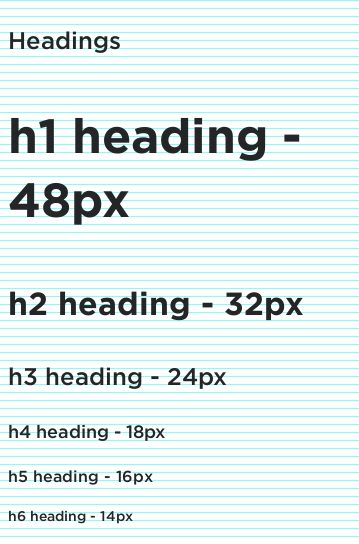 Headings
h1 heading -
48px
h2 heading - 32px
h3 heading - 24px
h4 heading - 18px
h5 heading - 16px
h6 heading - 14px